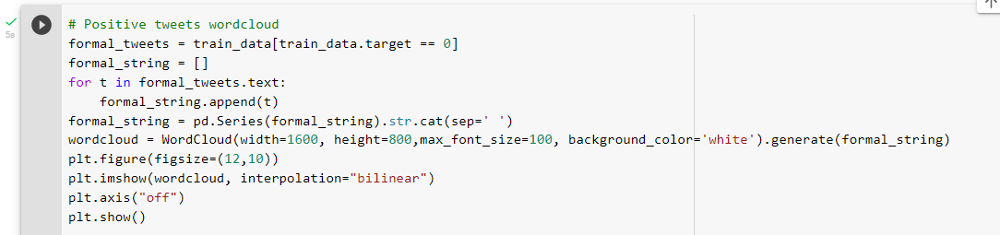 # Positive tweets wordcloud
5s
formal_tweets = train_data[train_data.target == 0]
formal_string = []
for t in formal_tweets.text:
    formal_string.append(t)
formal_string = pd.Series(formal_string).str.cat(sep=' ')
wordcloud = WordCloud(width=1600, height=800,max_font_size=100, background_color='white').generate(formal_string)
plt.figure(figsize=(12,10))
plt.imshow(wordcloud, interpolation="bilinear")
plt.axis("off")
plt.show()